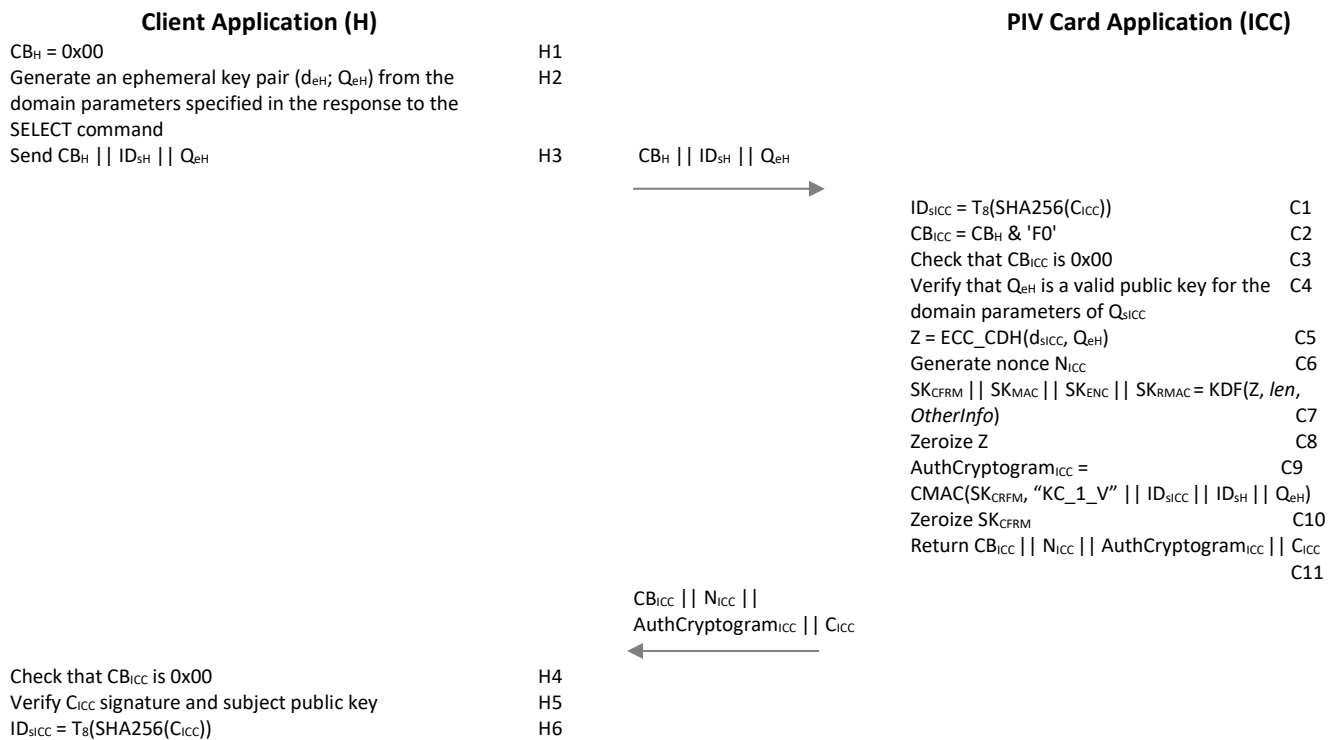 Client Application (H) PIV Card Application (ICC)
CBH = 0x00 H1
Generate an ephemeral key pair (deH; QeH) from the H2
domain parameters specified in the response to the
SELECT command
Send CBH || IDsH || QeH H3 CBH || IDsH || QeH
IDsICC = T8(SHA256(CICC)) C1
CBICC = CBH & 'F0' C2
Check that CBICC is 0x00 C3
Verify that QeH is a valid public key for the C4
domain parameters of QsICC
Z = ECC_CDH(dsICC, QeH) C5
Generate nonce NICC C6
SKCFRM || SKMAC || SKENC || SKRMAC = KDF(Z, len,
OtherInfo) C7
Zeroize Z C8
AuthCryptogramICC = C9
CMAC(SKCRFM, “KC_1_V” || IDsICC || IDsH || QeH)
Zeroize SKCFRM C10
Return CBICC || NICC || AuthCryptogramICC || CICC
C11
CBICC || NICC ||
AuthCryptogramICC || CICC
Check that CBICC is 0x00 H4
Verify CICC signature and subject public key H5
IDsICC = T8(SHA256(CICC)) H6